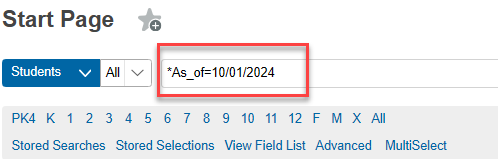 Start Page
Students All *As_of=10/01/2024
PK4 K 1 2 3 4 5 6 7 8 9 10 11 12 F M X All
Stored Searches Stored Selections View Field List Advanced MultiSelect